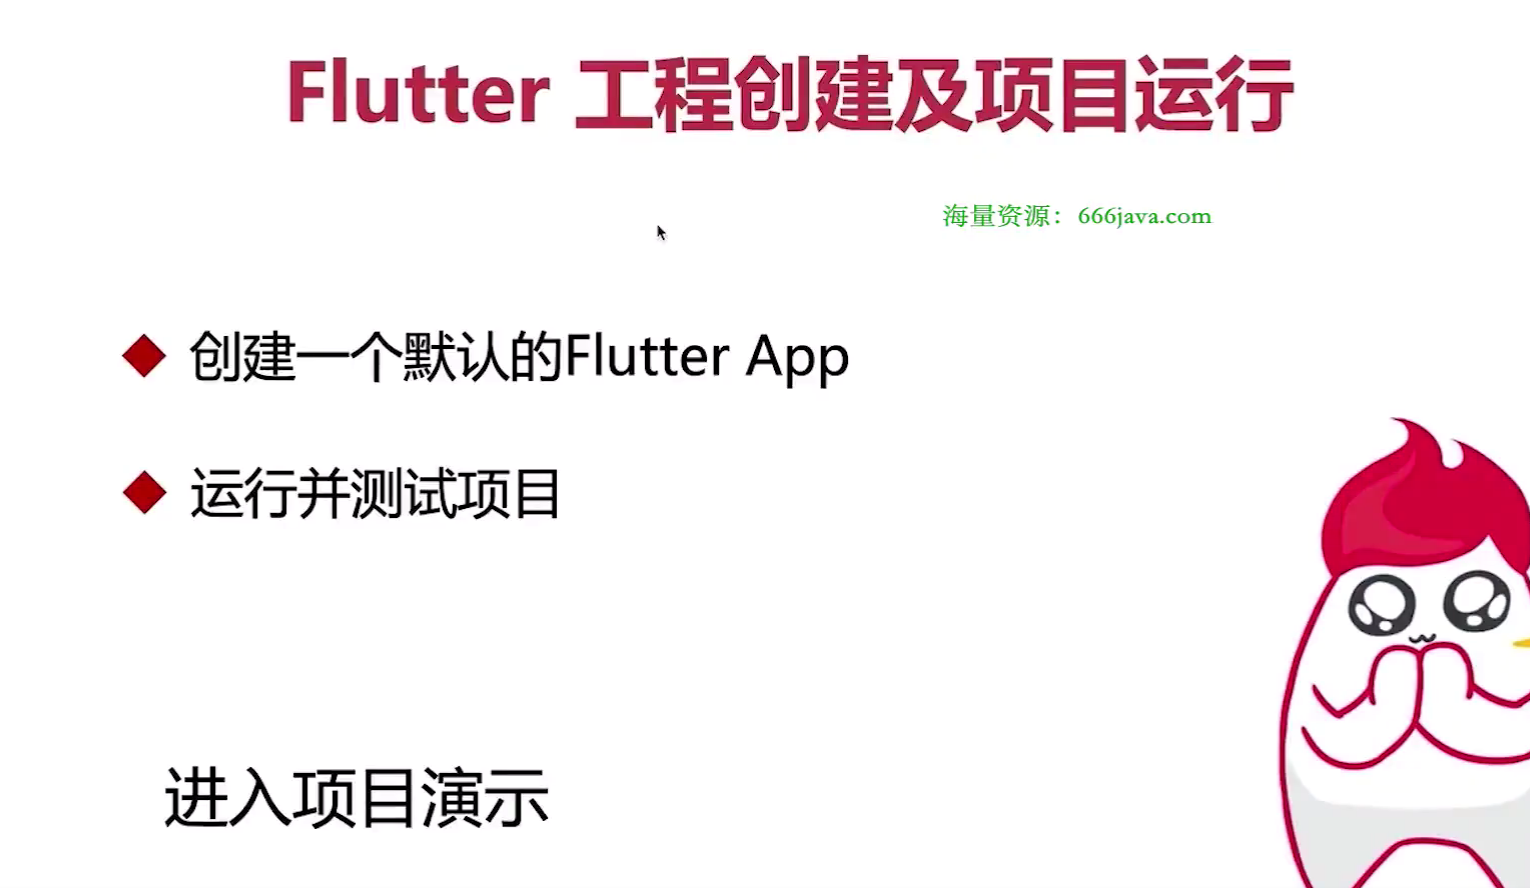 Flutter 工程创建及项目运行
海量资源：666java.com
创建一个默认的Flutter App
运行并测试项目
进入项目演示